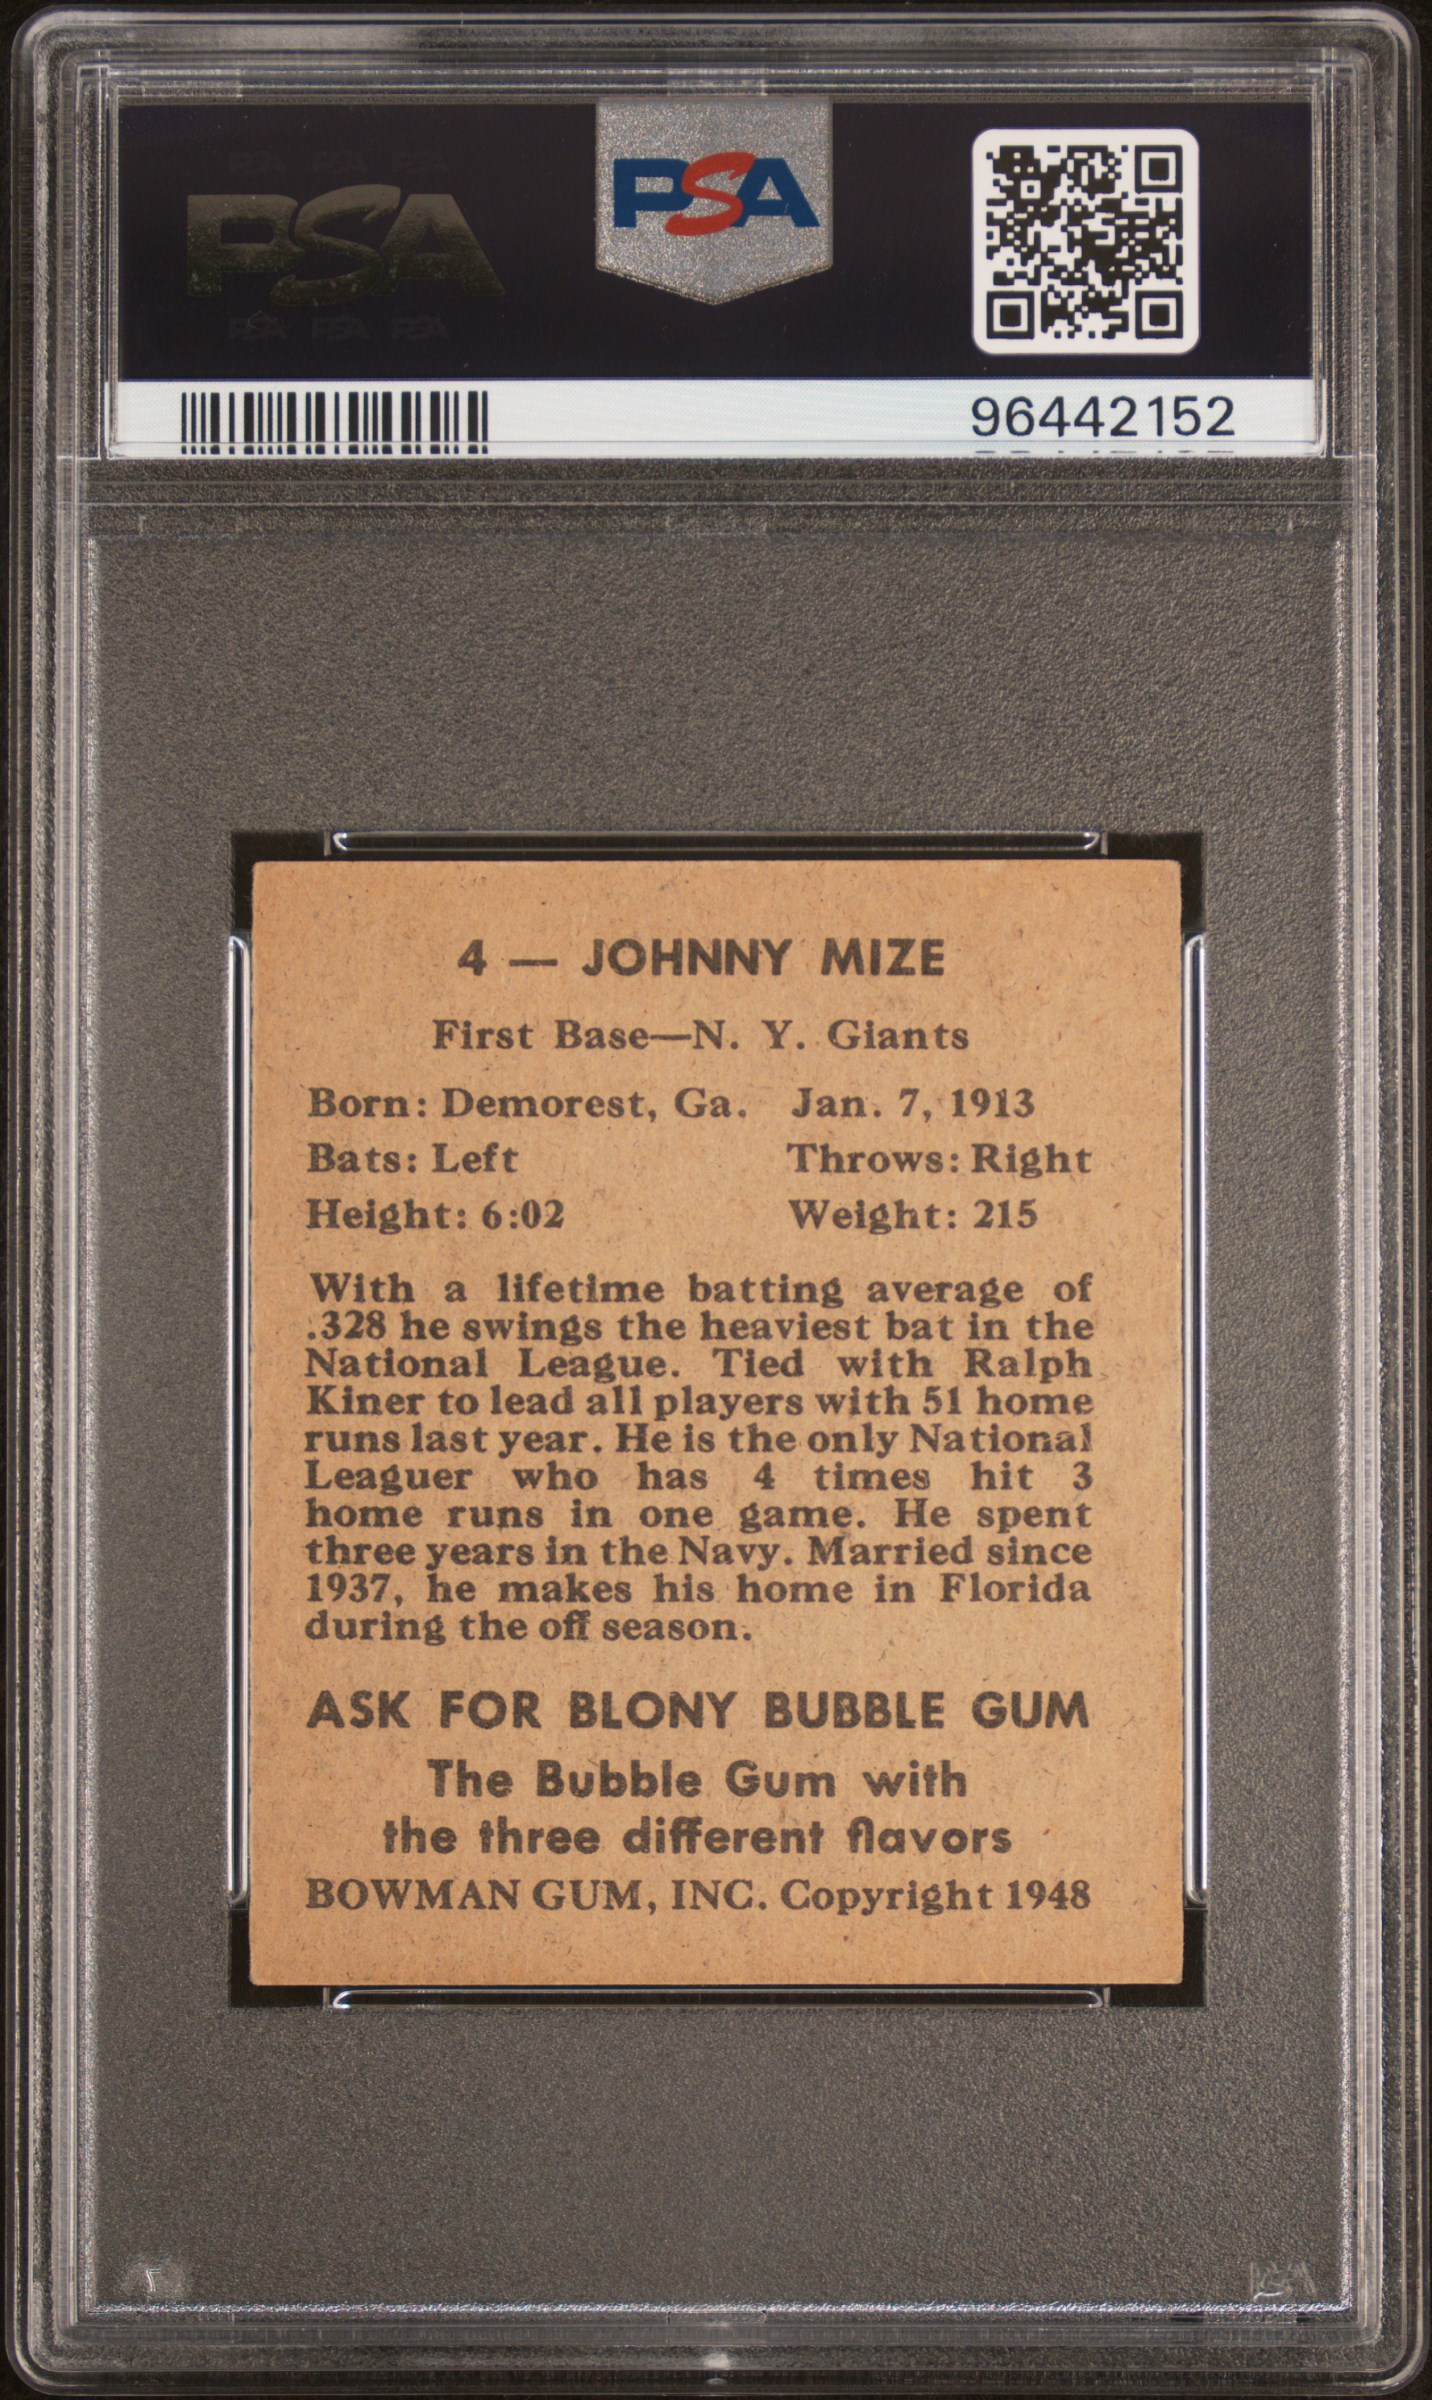 PSA
PSA
96442152
4 — JOHNNY MIZE
First Base—N. Y. Giants
Born: Demorest, Ga. Jan. 7, 1913
Bats: Left Throws: Right
Height: 6:02 Weight: 215
With a lifetime batting average of
.328 he swings the heaviest bat in the
National League. Tied with Ralph
Kiner to lead all players with 51 home
runs last year. He is the only National
Leaguer who has 4 times hit 3
home runs in one game. He spent
three years in the Navy. Married since
1937, he makes his home in Florida
during the off season.
ASK FOR BLONY BUBBLE GUM
The Bubble Gum with
the three different flavors
BOWMAN GUM, INC. Copyright 1948